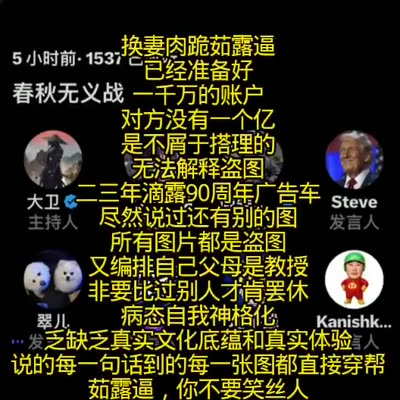 换妻肉跪茹露逼
5 小时前 · 1537
已经准备好
春秋无义战
一千万的账户
对方没有一个亿
是不屑于搭理的
无法解释盗图
二三年滴露90周年广告车
大卫
Steve
主持人
发言人
尽然说过还有别的图
所有图片都是盗图
又编排自己父母是教授
非要比过别人才肯罢休
病态自我神格化
翠儿
Kanishk...
乏缺乏真实文化底蕴和真实体验
说的每一句话到的每一张图都直接穿帮
茹露逼，你不要笑丝人